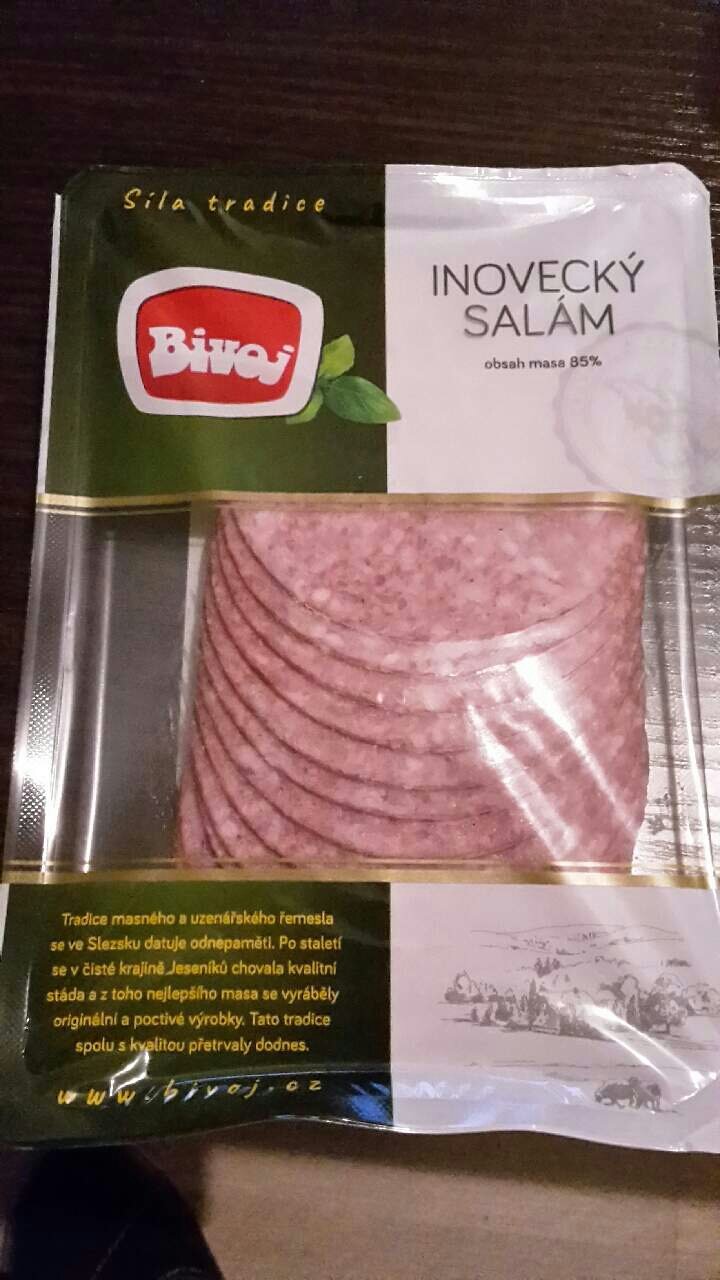 Síla tradice
Bivoj
INOVECKÝ
SALÁM
obsah masa 85%
Tradice masného a uzenářského řemesla
se ve Slezsku datuje odnepaměti. Po staletí
se v čisté krajině Jeseníků chovala kvalitní
stáda a z toho nejlepšího masa se vyráběly
originální a poctivé výrobky. Tato tradice
spolu s kvalitou přetrvaly dodnes.
www.bivoj.cz